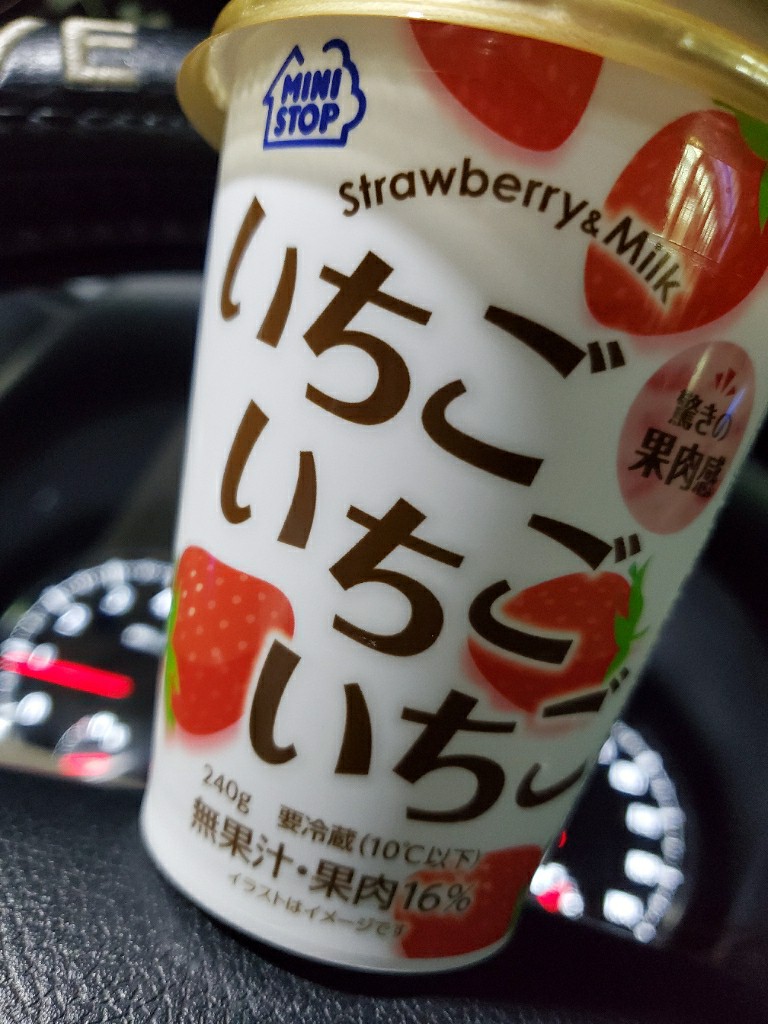 MINI
STOP
Strawberry&Milk
いちご
いちご
いちご
驚きの
果肉感
240g 要冷蔵(10℃以下)
無果汁・果肉16%
イラストはイメージです